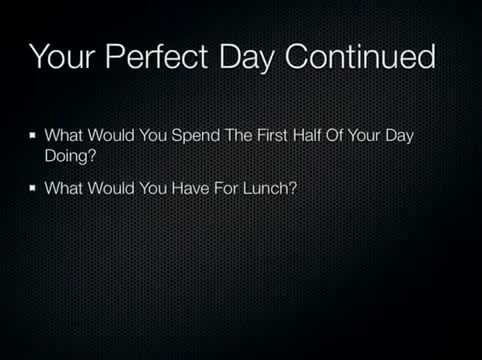 Your Perfect Day Continued
What Would You Spend The First Half Of Your Day
Doing?
What Would You Have For Lunch?